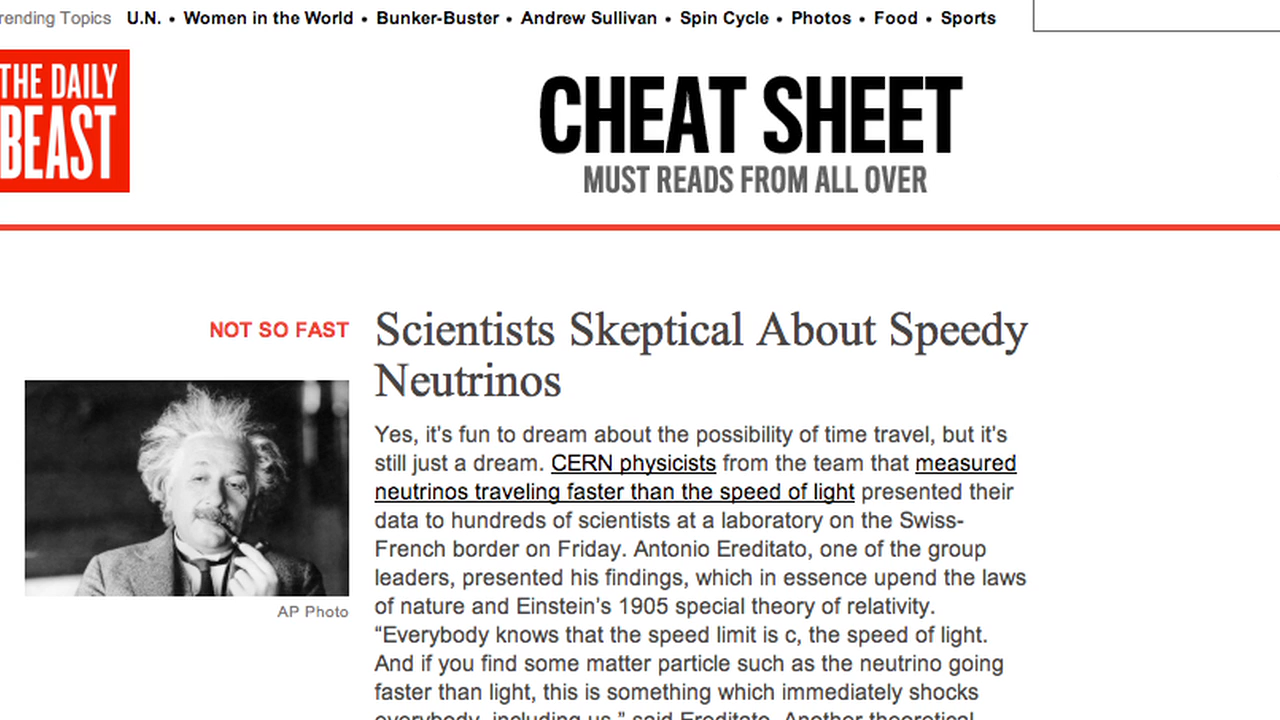 rending Topics U.N. • Women in the World • Bunker-Buster • Andrew Sullivan • Spin Cycle • Photos • Food • Sports
THE DAILY
BEAST
CHEAT SHEET
MUST READS FROM ALL OVER
NOT SO FAST
AP Photo
Scientists Skeptical About Speedy
Neutrinos
Yes, it's fun to dream about the possibility of time travel, but it's
still just a dream. CERN physicists from the team that measured
neutrinos traveling faster than the speed of light presented their
data to hundreds of scientists at a laboratory on the Swiss-
French border on Friday. Antonio Ereditato, one of the group
leaders, presented his findings, which in essence upend the laws
of nature and Einstein’s 1905 special theory of relativity.
“Everybody knows that the speed limit is c, the speed of light.
And if you find some matter particle such as the neutrino going
faster than light, this is something which immediately shocks
everybody, including us,” said Ereditato. Another theoretical